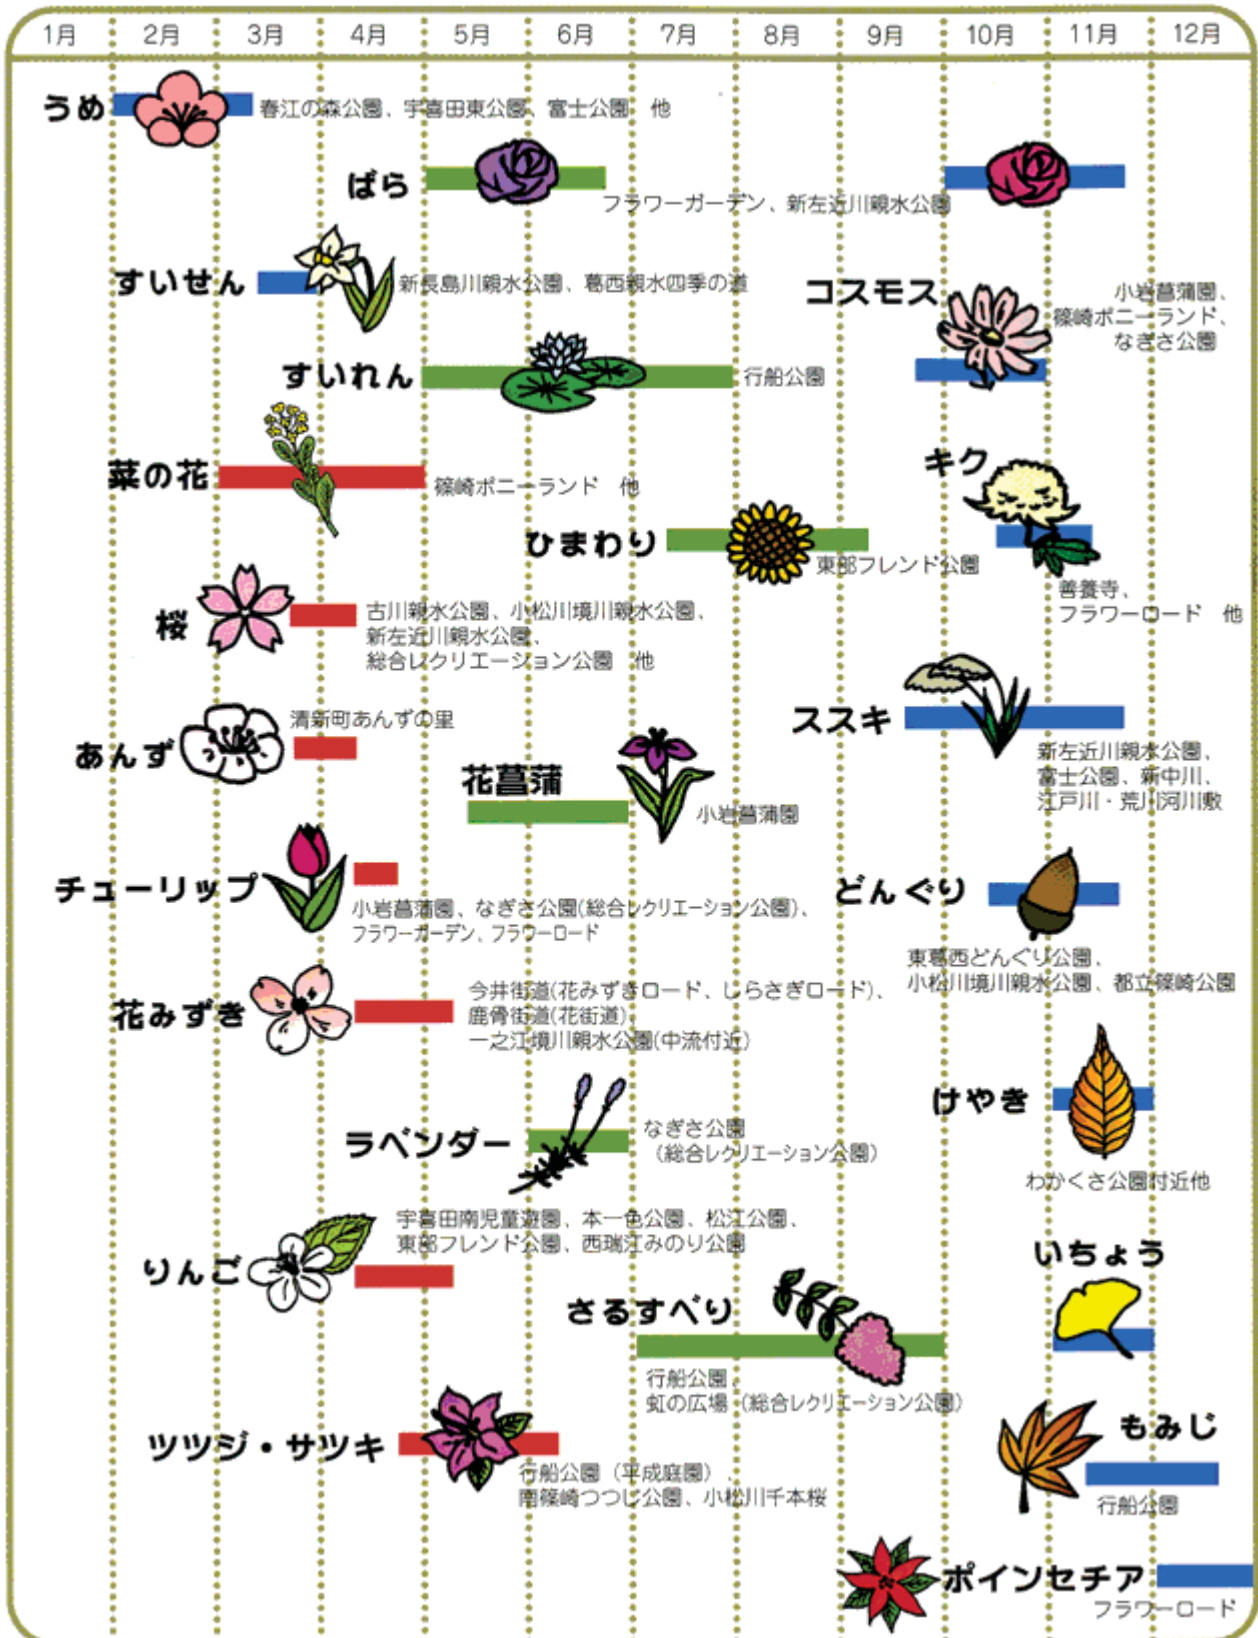 1月 2月 3月 4月 5月 6月 7月 8月 9月 10月 11月 12月
うめ
春江の森公園、宇喜田東公園、富士公園　他
ばら
フラワーガーデン、新左近川親水公園
すいせん
新長島川親水公園、葛西親水四季の道
コスモス
小岩菖蒲園、
篠崎ポニーランド、
なぎさ公園
すいれん
行船公園
菜の花
篠崎ポニーランド　他
キク
善養寺、
フラワーロード　他
ひまわり
東部フレンド公園
桜
古川親水公園、小松川境川親水公園、
新左近川親水公園、
総合レクリエーション公園　他
ススキ
新左近川親水公園、
富士公園、新中川、
江戸川・荒川河川敷
あんず
清新町あんずの里
花菖蒲
小岩菖蒲園
チューリップ
小岩菖蒲園、なぎさ公園(総合レクリエーション公園)、
フラワーガーデン、フラワーロード
どんぐり
東葛西どんぐり公園、
小松川境川親水公園、都立篠崎公園
花みずき
今井街道(花みずきロード、しらさぎロード)、
鹿骨街道(花街道)、
一之江境川親水公園(中流付近)
けやき
わかくさ公園付近他
ラベンダー
なぎさ公園
（総合レクリエーション公園）
りんご
宇喜田南児童遊園、本一色公園、松江公園、
東部フレンド公園、西瑞江みのり公園
いちょう
さるすべり
行船公園、
虹の広場（総合レクリエーション公園）
ツツジ・サツキ
行船公園（平成庭園）、
南篠崎つつじ公園、小松川千本桜
もみじ
行船公園
ポインセチア
フラワーロード